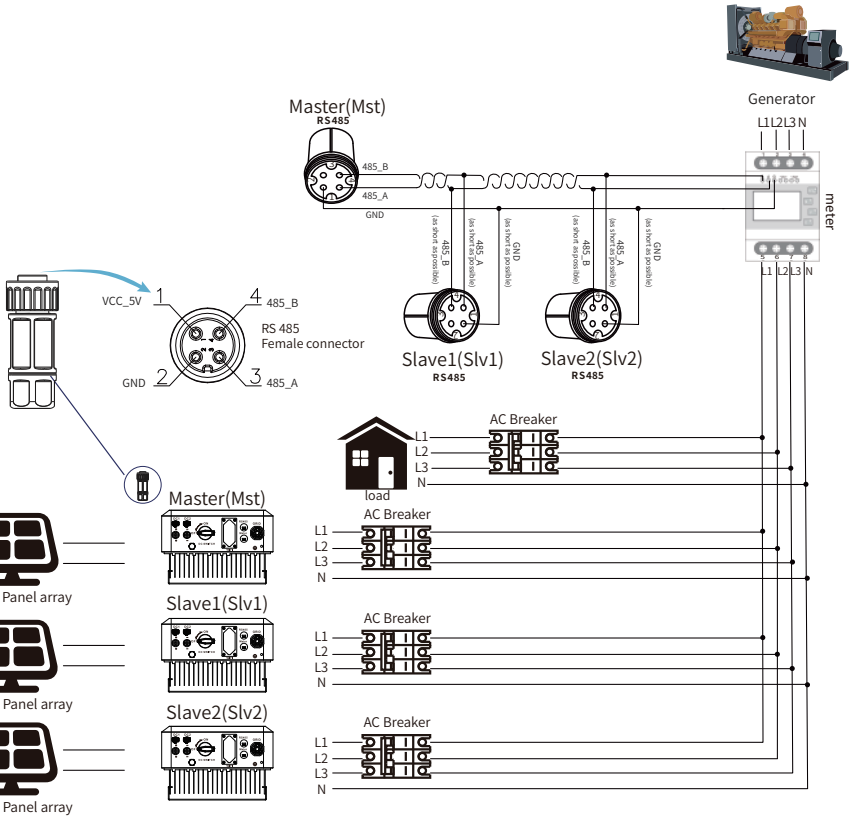 Generator
L1L2L3 N
Master(Mst)
RS485
485_B
485_A
GND
meter
485_B
(as short as possible)
485_A
(as short as possible)
GND
(as short as possible)
485_B
(as short as possible)
485_A
(as short as possible)
GND
(as short as possible)
5 6 7 8
L1 L2 L3 N
VCC_5V 1
4 485_B
RS 485
Female connector
GND 2
3 485_A
Slave1(Slv1)
RS485
Slave2(Slv2)
RS485
AC Breaker
L1
L2
L3
N
load
Master(Mst)
AC Breaker
L1
L2
L3
N
Panel array
Slave1(Slv1)
AC Breaker
L1
L2
L3
N
Panel array
Slave2(Slv2)
AC Breaker
L1
L2
L3
N
Panel array